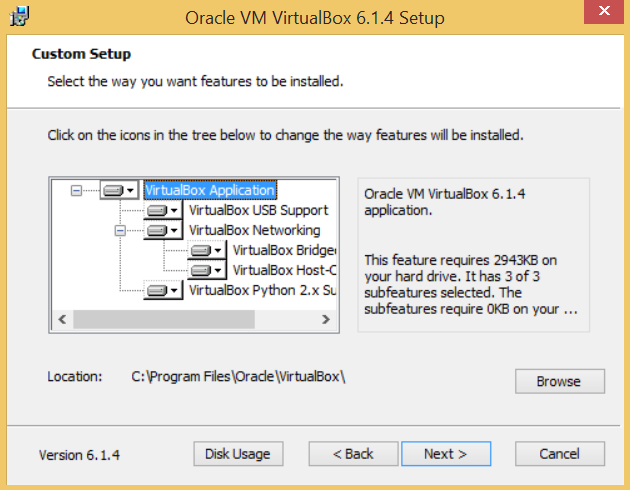 Oracle VM VirtualBox 6.1.4 Setup
Custom Setup
Select the way you want features to be installed.
Click on the icons in the tree below to change the way features will be installed.
VirtualBox Application
VirtualBox USB Support
VirtualBox Networking
VirtualBox Bridge
VirtualBox Host-C
VirtualBox Python 2.x Su
Oracle VM VirtualBox 6.1.4
application.
This feature requires 2943KB on
your hard drive. It has 3 of 3
subfeatures selected. The
subfeatures require 0KB on your ...
Location: C:\Program Files\Oracle\VirtualBox\
Browse
Version 6.1.4
Disk Usage
< Back
Next >
Cancel